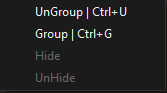 UnGroup | Ctrl+U
Group | Ctrl+G
Hide
UnHide